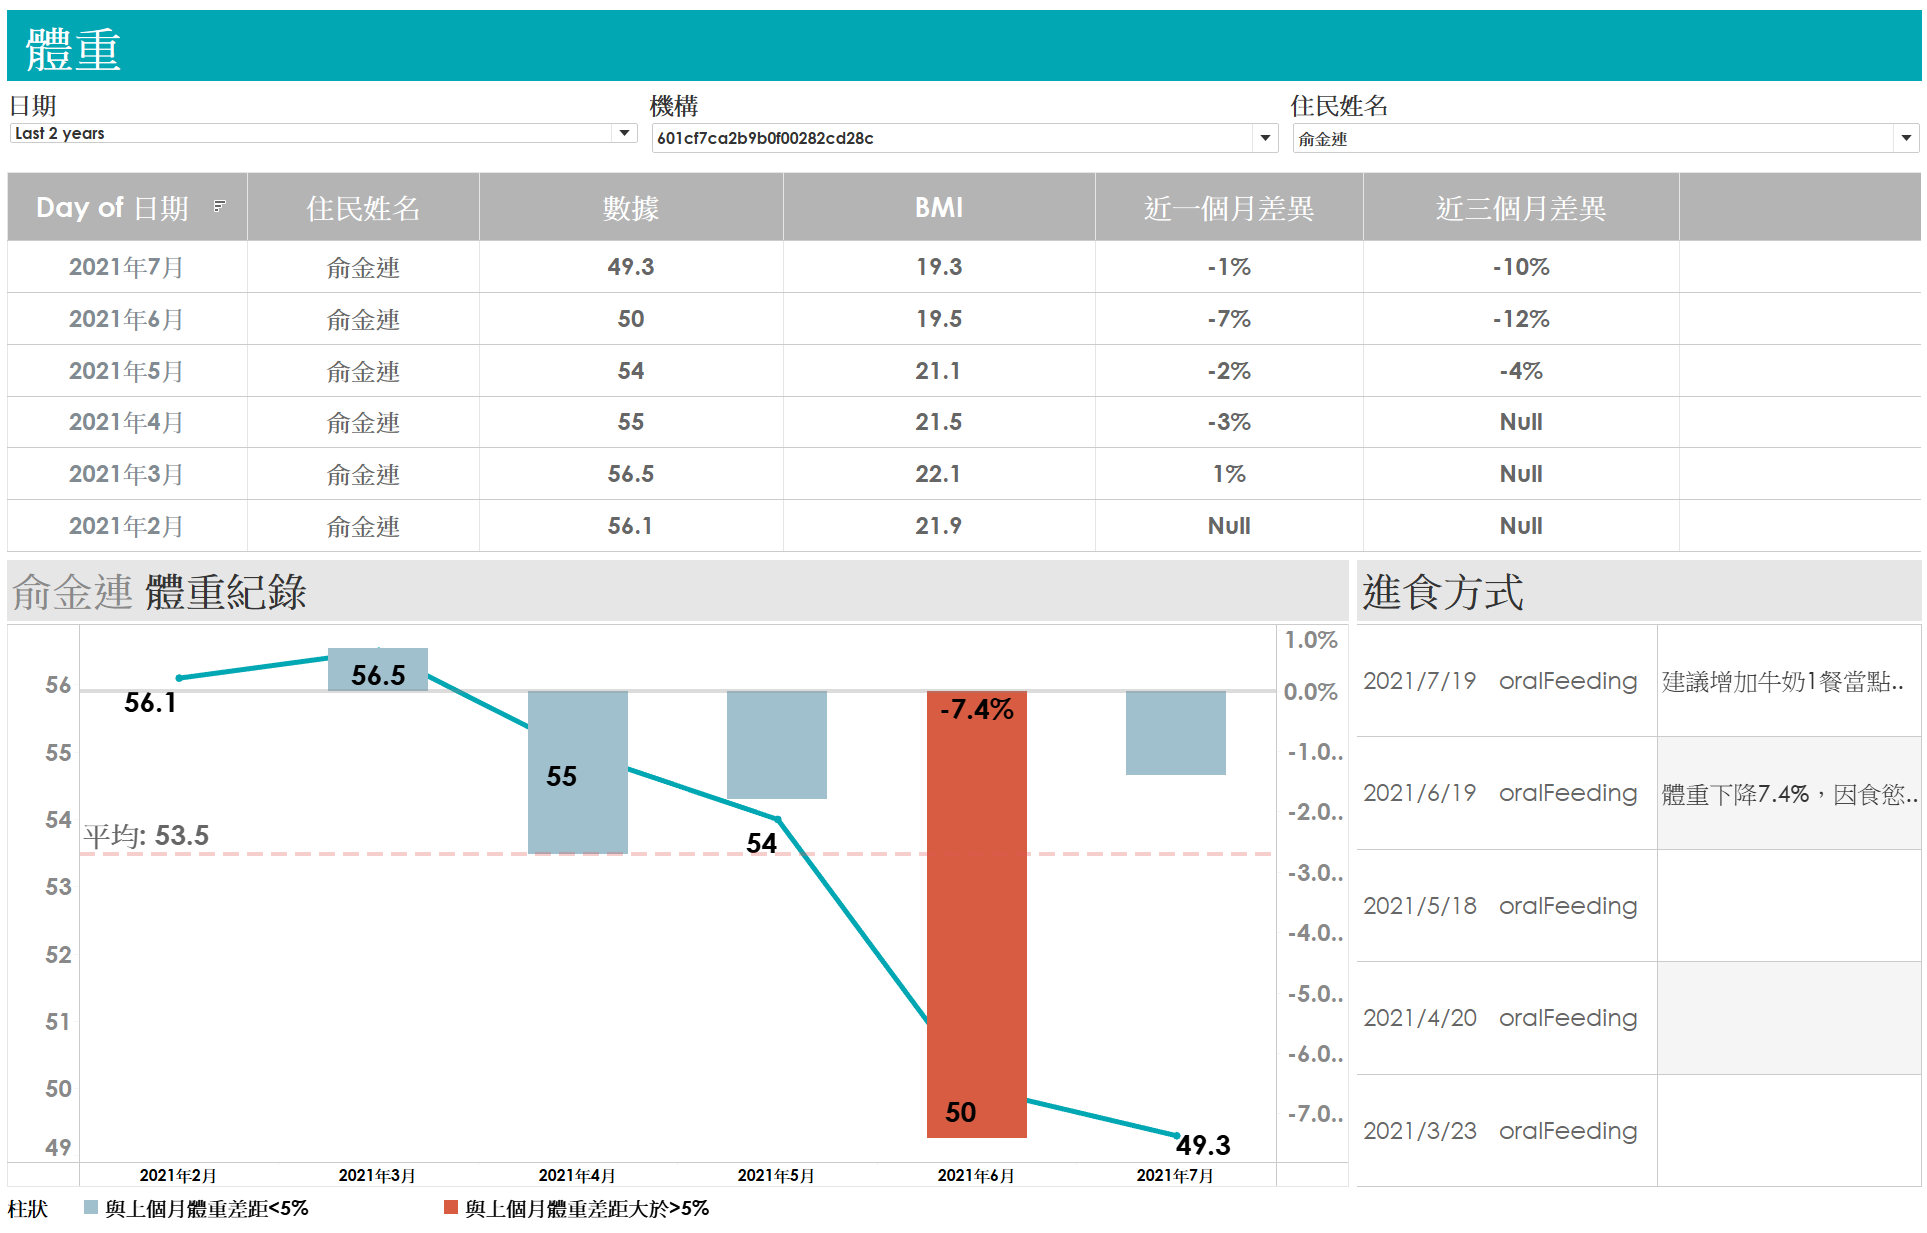 體重
日期 機構 住民姓名
Last 2 years 601cf7ca2b9b0f00282cd28c 俞金連
Day of 日期 住民姓名 數據 BMI 近一個月差異 近三個月差異
2021年7月 俞金連 49.3 19.3 -1% -10%
2021年6月 俞金連 50 19.5 -7% -12%
2021年5月 俞金連 54 21.1 -2% -4%
2021年4月 俞金連 55 21.5 -3% Null
2021年3月 俞金連 56.5 22.1 1% Null
2021年2月 俞金連 56.1 21.9 Null Null
俞金連 體重紀錄
56
55
54
53
52
51
50
49
平均: 53.5
56.1
56.5
55
54
-7.4%
50
49.3
1.0%
0.0%
-1.0..
-2.0..
-3.0..
-4.0..
-5.0..
-6.0..
-7.0..
2021年2月 2021年3月 2021年4月 2021年5月 2021年6月 2021年7月
柱狀 與上個月體重差距<5% 與上個月體重差距大於>5%
進食方式
2021/7/19 oralFeeding 建議增加牛奶1餐當點..
2021/6/19 oralFeeding 體重下降7.4%，因食慾..
2021/5/18 oralFeeding
2021/4/20 oralFeeding
2021/3/23 oralFeeding